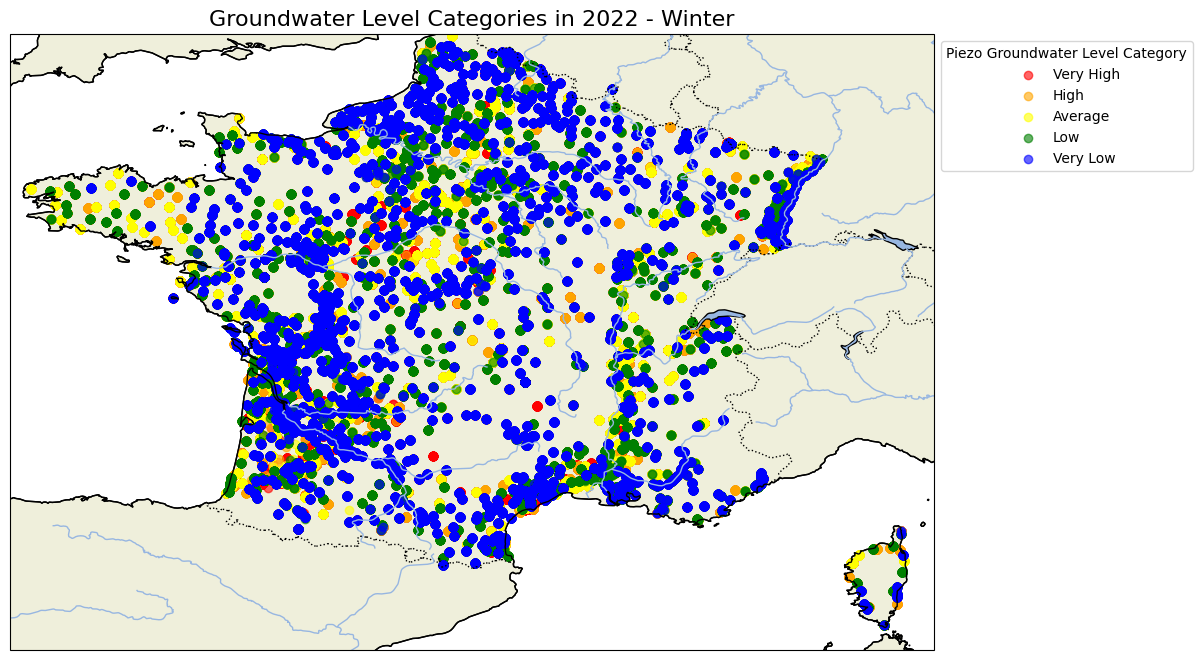 Groundwater Level Categories in 2022 - Winter
Piezo Groundwater Level Category
Very High
High
Average
Low
Very Low